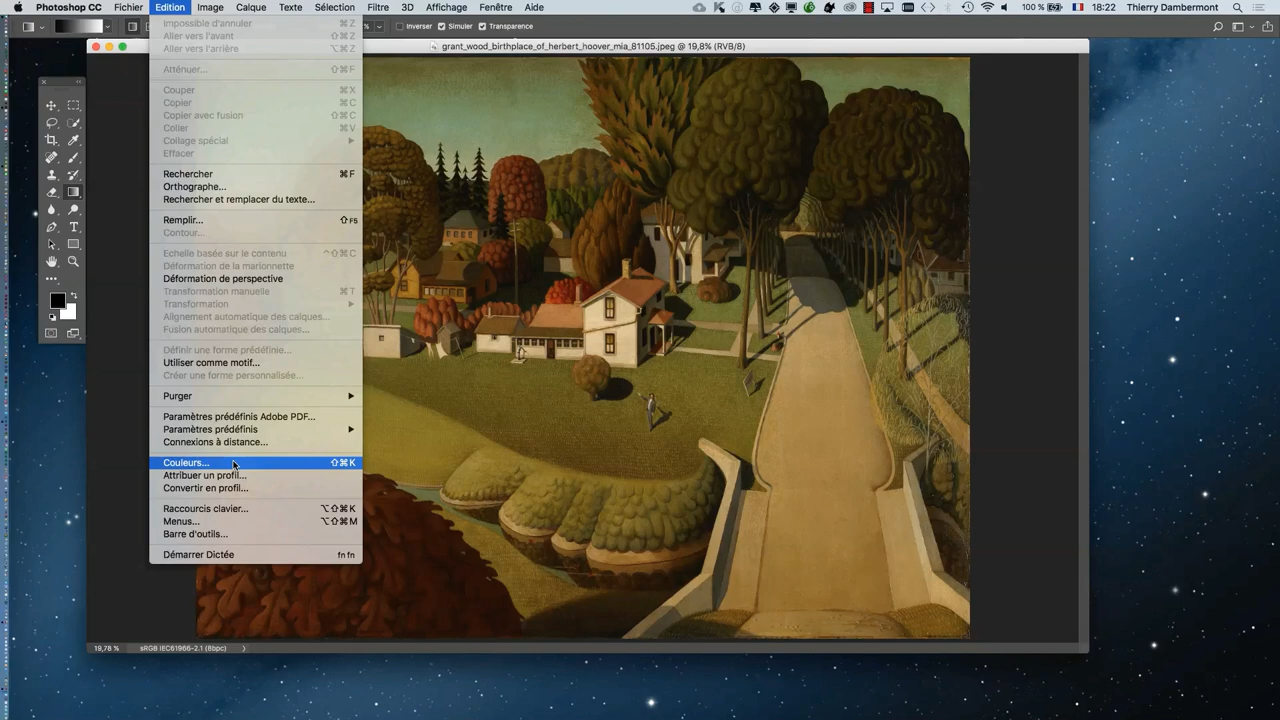 Photoshop CC Fichier Edition Image Calque Texte Sélection Filtre 3D Affichage Fenêtre Aide 100 % 18:22 Thierry Dambermont
% Inverser Simuler Transparence
grant_wood_birthplace_of_herbert_hoover_mia_81105.jpeg @ 19,8% (RVB/8)
Impossible d'annuler ⌘Z
Aller vers l'avant ⇧⌘Z
Aller vers l'arrière ⌥⌘Z
Atténuer... ⇧⌘F
Couper ⌘X
Copier ⌘C
Copier avec fusion ⇧⌘C
Coller ⌘V
Collage spécial
Effacer
Rechercher ⌘F
Orthographe...
Rechercher et remplacer du texte...
Remplir... ⇧F5
Contour...
Echelle basée sur le contenu ^⇧⌘C
Déformation de la marionnette
Déformation de perspective
Transformation manuelle ⌘T
Transformation
Alignement automatique des calques...
Fusion automatique des calques...
Définir une forme prédéfinie...
Utiliser comme motif...
Créer une forme personnalisée...
Purger
Paramètres prédéfinis Adobe PDF...
Paramètres prédéfinis
Connexions à distance...
Couleurs... ⇧⌘K
Attribuer un profil...
Convertir en profil...
Raccourcis clavier... ⌥⇧⌘K
Menus... ⌥⇧⌘M
Barre d'outils...
Démarrer Dictée fn fn
19,78 % sRGB IEC61966-2.1 (8bpc)